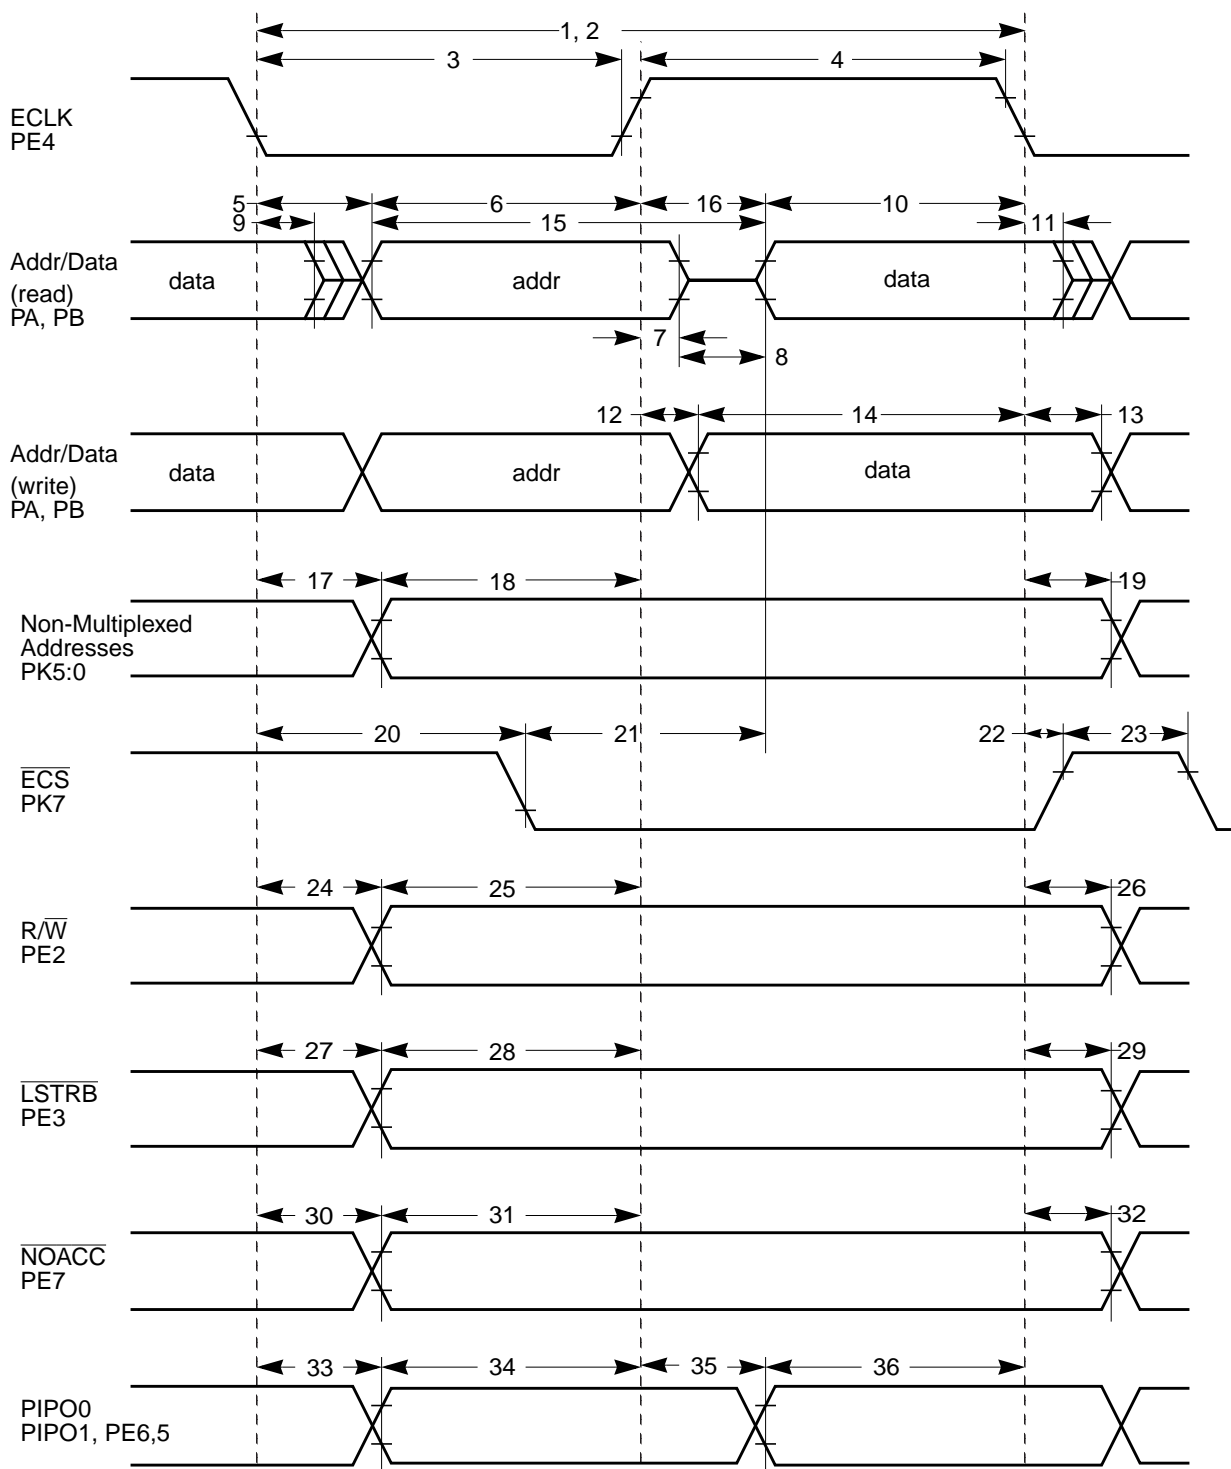 1, 2
3
4
ECLK
PE4
5
6
16
10
9
15
11
Addr/Data
(read)
PA, PB
data
addr
data
7
8
12
14
13
Addr/Data
(write)
PA, PB
data
addr
data
17
18
19
Non-Multiplexed
Addresses
PK5:0
20
21
22
23
ECS
PK7
24
25
26
R/W
PE2
27
28
29
LSTRB
PE3
30
31
32
NOACC
PE7
33
34
35
36
PIPO0
PIPO1, PE6,5